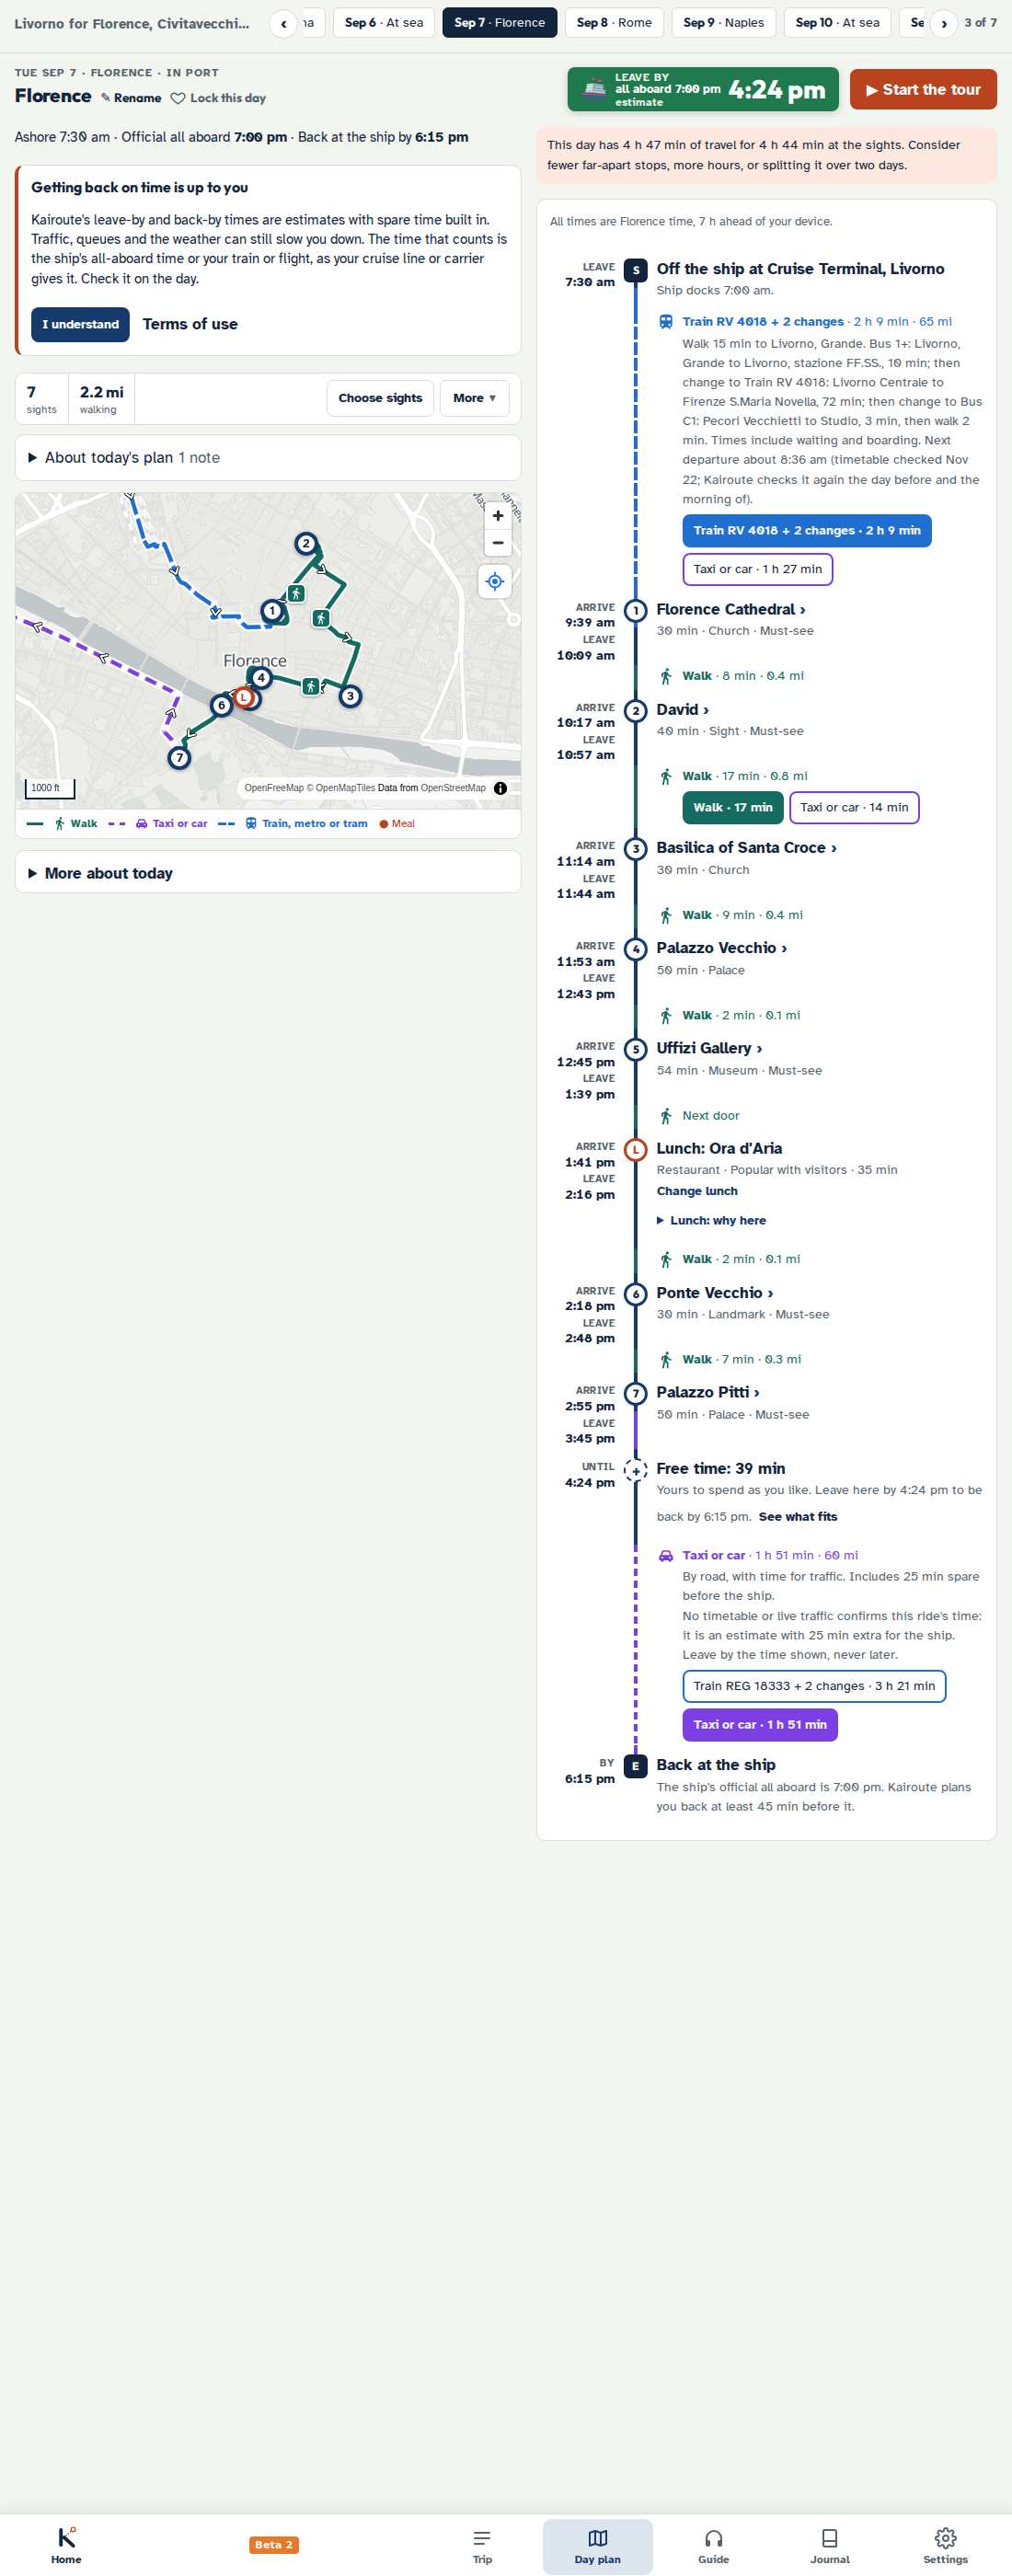 Livorno for Florence, Civitavecchi...
‹
na
Sep 6 · At sea
Sep 7 · Florence
Sep 8 · Rome
Sep 9 · Naples
Sep 10 · At sea
Se
›
3 of 7
TUE SEP 7 · FLORENCE · IN PORT
Florence ✎ Rename Lock this day
LEAVE BY
all aboard 7:00 pm
estimate
4:24 pm
▶ Start the tour
Ashore 7:30 am · Official all aboard 7:00 pm · Back at the ship by 6:15 pm
Getting back on time is up to you
Kairoute's leave-by and back-by times are estimates with spare time built in.
Traffic, queues and the weather can still slow you down. The time that counts is
the ship's all-aboard time or your train or flight, as your cruise line or carrier
gives it. Check it on the day.
I understand
Terms of use
7
sights
2.2 mi
walking
Choose sights
More ▼
▶ About today's plan 1 note
+
−
2
1
Florence
4
L
6
3
7
1000 ft
OpenFreeMap © OpenMapTiles Data from OpenStreetMap
Walk
Taxi or car
Train, metro or tram
Meal
▶ More about today
This day has 4 h 47 min of travel for 4 h 44 min at the sights. Consider
fewer far-apart stops, more hours, or splitting it over two days.
All times are Florence time, 7 h ahead of your device.
LEAVE
7:30 am
S
Off the ship at Cruise Terminal, Livorno
Ship docks 7:00 am.
Train RV 4018 + 2 changes · 2 h 9 min · 65 mi
Walk 15 min to Livorno, Grande. Bus 1+: Livorno,
Grande to Livorno, stazione FF.SS., 10 min; then
change to Train RV 4018: Livorno Centrale to
Firenze S.Maria Novella, 72 min; then change to Bus
C1: Pecori Vecchietti to Studio, 3 min, then walk 2
min. Times include waiting and boarding. Next
departure about 8:36 am (timetable checked Nov
22; Kairoute checks it again the day before and the
morning of).
Train RV 4018 + 2 changes · 2 h 9 min
Taxi or car · 1 h 27 min
ARRIVE
9:39 am
LEAVE
10:09 am
1
Florence Cathedral ›
30 min · Church · Must-see
Walk · 8 min · 0.4 mi
ARRIVE
10:17 am
LEAVE
10:57 am
2
David ›
40 min · Sight · Must-see
Walk · 17 min · 0.8 mi
Walk · 17 min
Taxi or car · 14 min
ARRIVE
11:14 am
LEAVE
11:44 am
3
Basilica of Santa Croce ›
30 min · Church
Walk · 9 min · 0.4 mi
ARRIVE
11:53 am
LEAVE
12:43 pm
4
Palazzo Vecchio ›
50 min · Palace
Walk · 2 min · 0.1 mi
ARRIVE
12:45 pm
LEAVE
1:39 pm
5
Uffizi Gallery ›
54 min · Museum · Must-see
Next door
ARRIVE
1:41 pm
LEAVE
2:16 pm
L
Lunch: Ora d'Aria
Restaurant · Popular with visitors · 35 min
Change lunch
▶ Lunch: why here
Walk · 2 min · 0.1 mi
ARRIVE
2:18 pm
LEAVE
2:48 pm
6
Ponte Vecchio ›
30 min · Landmark · Must-see
Walk · 7 min · 0.3 mi
ARRIVE
2:55 pm
LEAVE
3:45 pm
7
Palazzo Pitti ›
50 min · Palace · Must-see
UNTIL
4:24 pm
+
Free time: 39 min
Yours to spend as you like. Leave here by 4:24 pm to be
back by 6:15 pm. See what fits
Taxi or car · 1 h 51 min · 60 mi
By road, with time for traffic. Includes 25 min spare
before the ship.
No timetable or live traffic confirms this ride's time:
it is an estimate with 25 min extra for the ship.
Leave by the time shown, never later.
Train REG 18333 + 2 changes · 3 h 21 min
Taxi or car · 1 h 51 min
BY
6:15 pm
E
Back at the ship
The ship's official all aboard is 7:00 pm. Kairoute plans
you back at least 45 min before it.
Home
Beta 2
Trip
Day plan
Guide
Journal
Settings